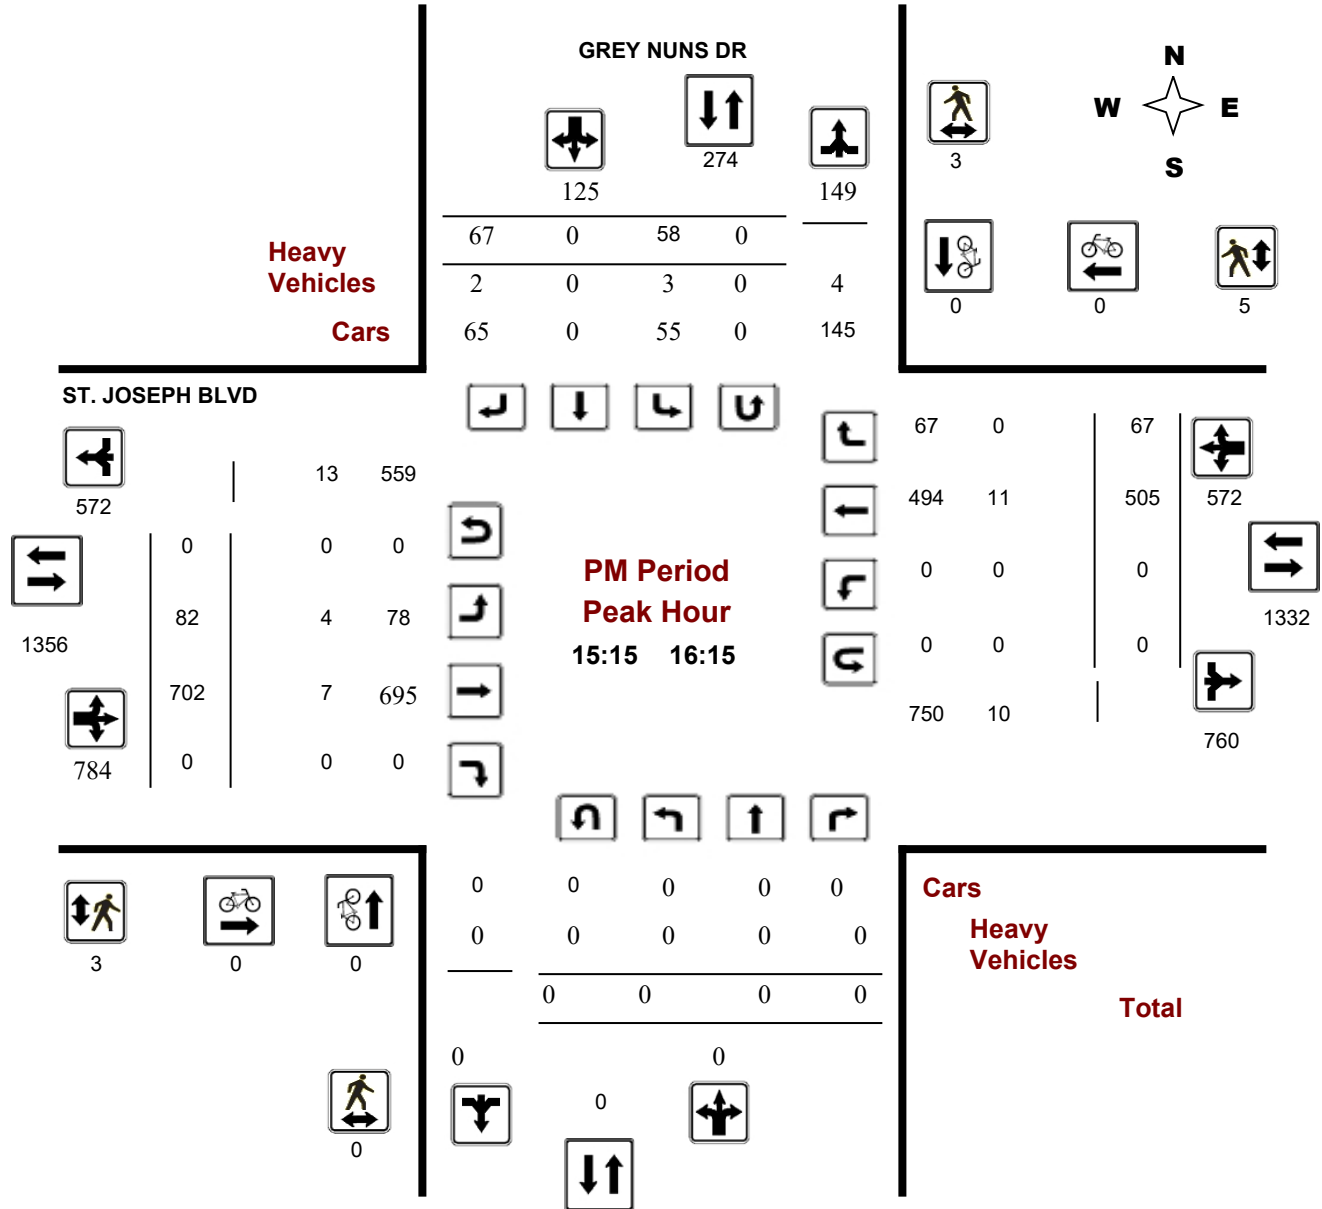 GREY NUNS DR
N
W E
S
274
3
125 149
67 0 58 0
Heavy
Vehicles
2 0 3 0 4
Cars
65 0 55 0 145
0 0 5
ST. JOSEPH BLVD
67 0 67
13 559
572
494 11 505 572
0 0 0
PM Period
0 0 0
Peak Hour
82 4 78
1332
1356
15:15 16:15
0 0 0
702 7 695
750 10
760
784 0 0 0
0 0 0 0 0
Cars
0 0 0 0 0
Heavy
Vehicles
3 0 0
0 0 0 0
Total
0 0
0
0